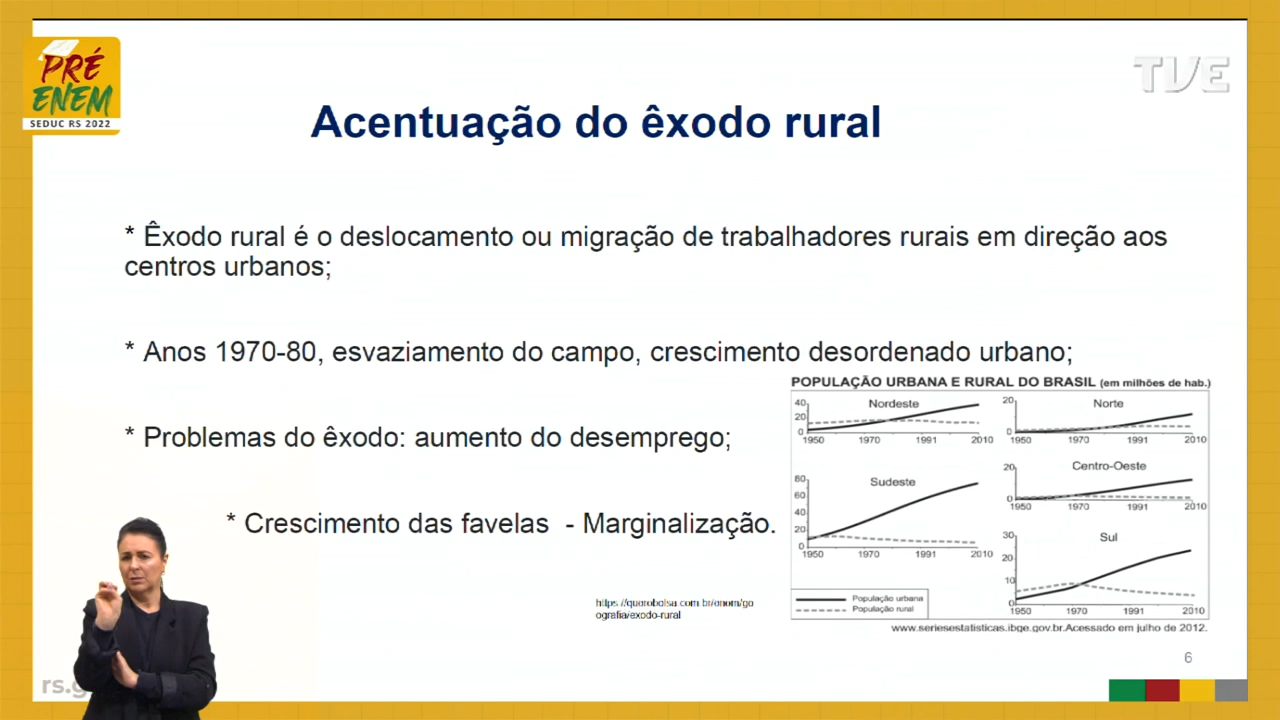 PRÉ
ENEM
SEDUC RS 2022
TVE
Acentuação do êxodo rural
* Êxodo rural é o deslocamento ou migração de trabalhadores rurais em direção aos
centros urbanos;
* Anos 1970-80, esvaziamento do campo, crescimento desordenado urbano;
* Problemas do êxodo: aumento do desemprego;
* Crescimento das favelas - Marginalização.
POPULAÇÃO URBANA E RURAL DO BRASIL (em milhões de hab.)
Nordeste
40
20
0
1950 1970 1991 2010
Norte
20
0
1950 1970 1991 2010
Sudeste
80
60
40
20
0
1950 1970 1991 2010
Centro-Oeste
20
0
1950 1970 1991 2010
Sul
30
20
10
0
1950 1970 1991 2010
População urbana
População rural
www.seriesestatisticas.ibge.gov.br.Acessado em julho de 2012.
https://querobolsa.com.br/enem/ge
ografia/exodo-rural
6
rs.g